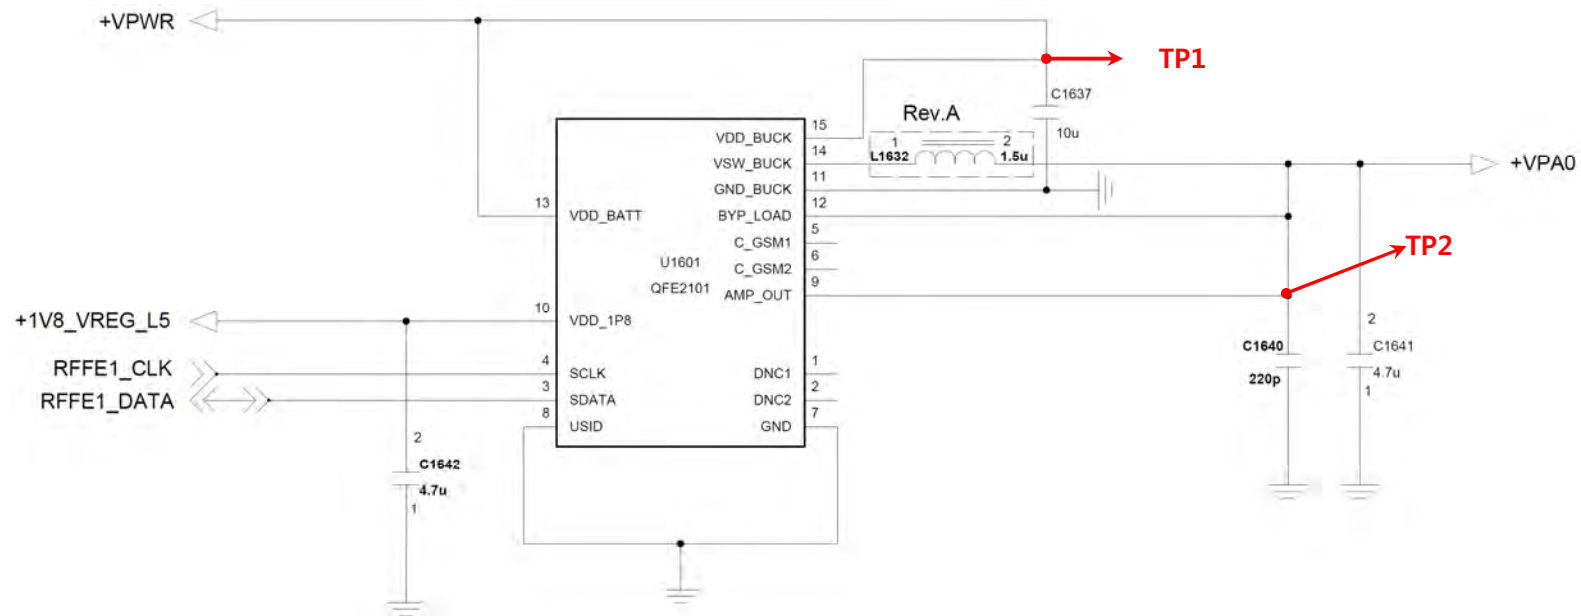 +VPWR
TP1
C1637
10u
Rev.A
1
2
L1632
1.5u
15
VDD_BUCK
14
VSW_BUCK
11
GND_BUCK
12
BYP_LOAD
5
C_GSM1
6
C_GSM2
9
AMP_OUT
+VPA0
13
VDD_BATT
U1601
QFE2101
TP2
10
VDD_1P8
+1V8_VREG_L5
RFFE1_CLK
4
SCLK
RFFE1_DATA
3
SDATA
8
USID
1
DNC1
2
DNC2
7
GND
C1640
220p
2
C1641
4.7u
1
2
C1642
4.7u
1